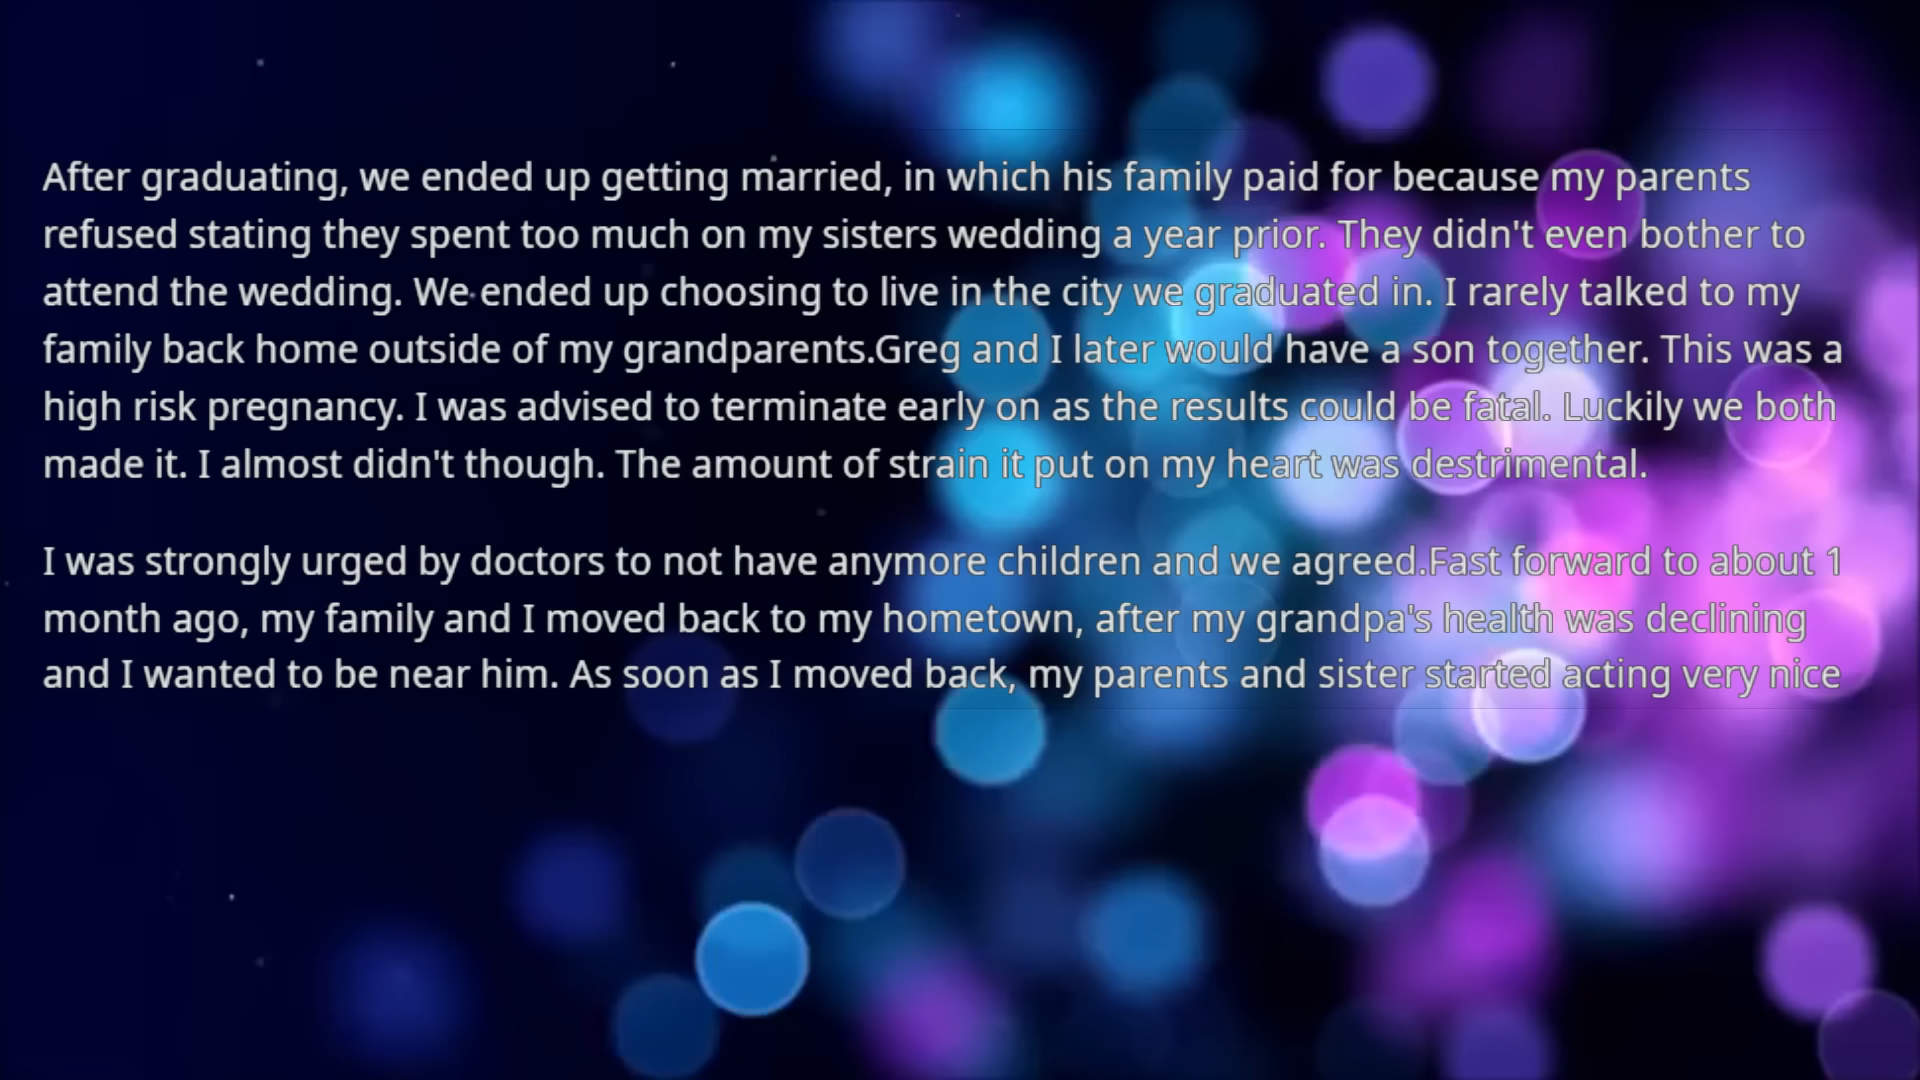 After graduating, we ended up getting married, in which his family paid for because my parents
refused stating they spent too much on my sisters wedding a year prior. They didn't even bother to
attend the wedding. We ended up choosing to live in the city we graduated in. I rarely talked to my
family back home outside of my grandparents.Greg and I later would have a son together. This was a
high risk pregnancy. I was advised to terminate early on as the results could be fatal. Luckily we both
made it. I almost didn't though. The amount of strain it put on my heart was destrimental.
I was strongly urged by doctors to not have anymore children and we agreed.Fast forward to about 1
month ago, my family and I moved back to my hometown, after my grandpa's health was declining
and I wanted to be near him. As soon as I moved back, my parents and sister started acting very nice